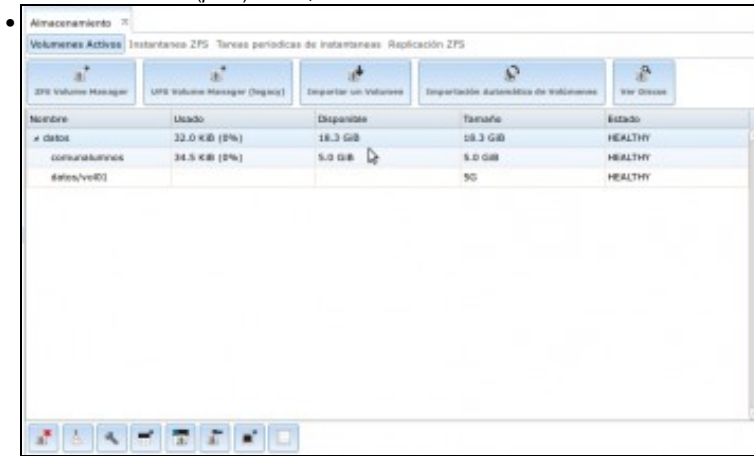 Almacenamiento
Volumenes Activos Instantanea ZFS Tareas periodicas de instantaneas Replicación ZFS
ZFS Volume Manager UFS Volume Manager (legacy) Importar un Volumen Importación Automática de Volúmenes Ver Discos
Nombre Usado Disponible Tamaño Estado
datos 32.0 KiB (0%) 18.3 GiB 18.3 GiB HEALTHY
comunalumnos 34.5 KiB (0%) 5.0 GiB 5.0 GiB HEALTHY
datos/vol01 5G HEALTHY